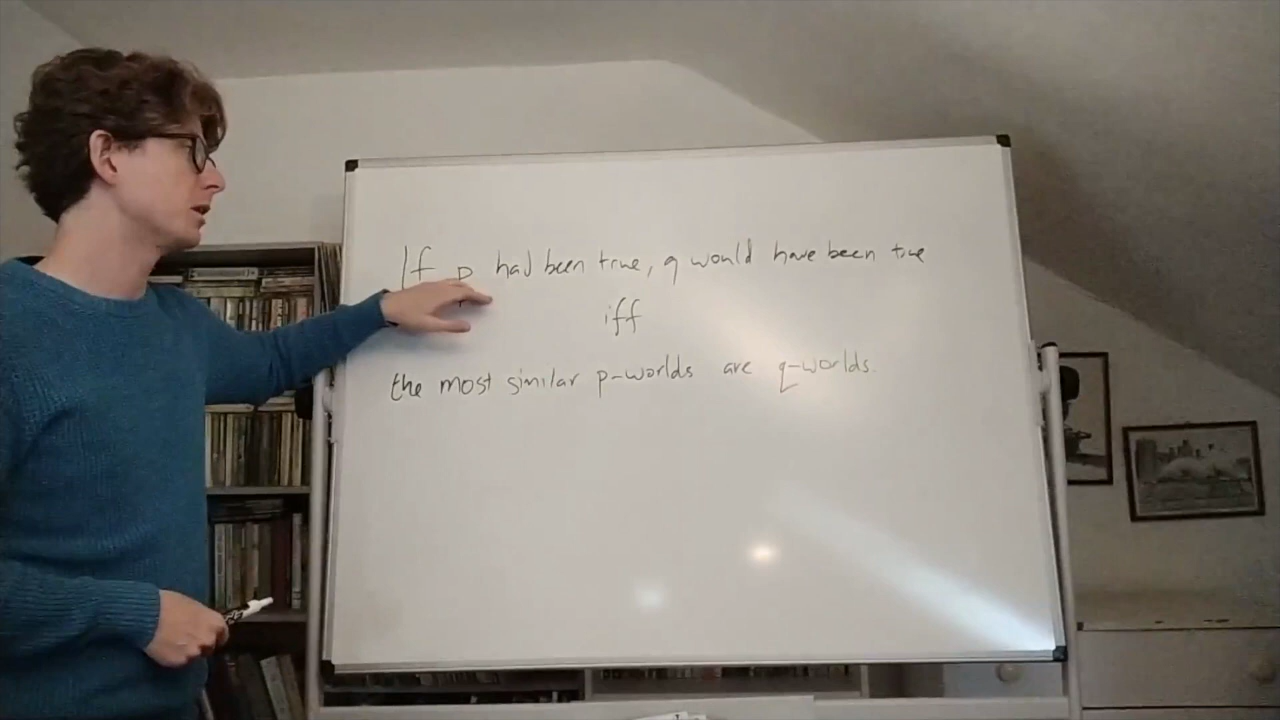 If p had been true, q would have been true
iff
the most similar p-worlds are q-worlds.